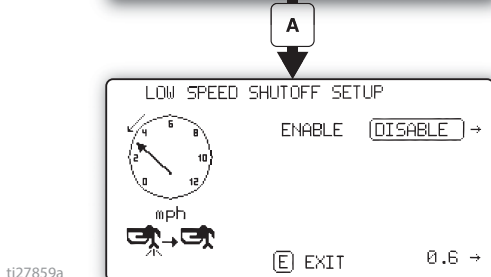 A
LOW SPEED SHUTOFF SETUP
6
4 8
2 10
0 12
ENABLE DISABLE →
mph
→
E EXIT 0.6 →
ti27859a